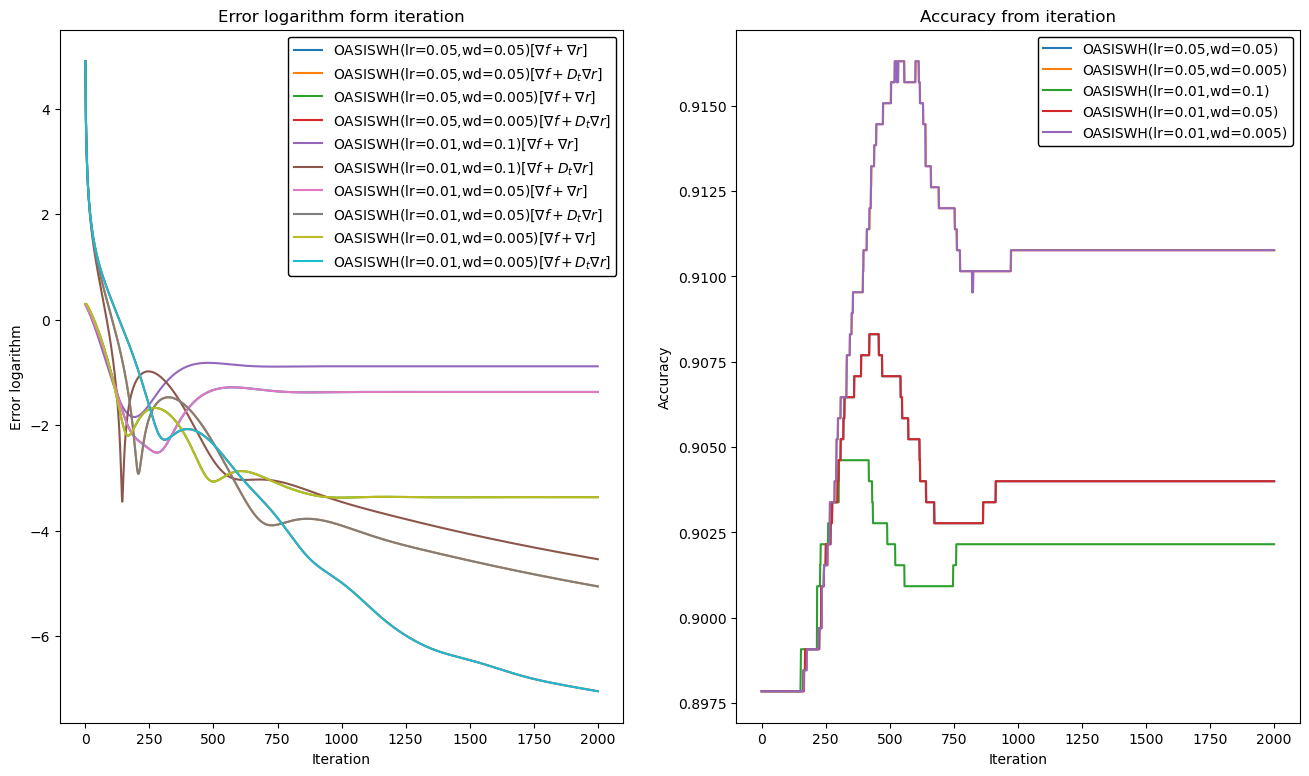 Error logarithm form iteration
OASISWH(lr=0.05,wd=0.05)[∇f + ∇r]
OASISWH(lr=0.05,wd=0.05)[∇f + D_t∇r]
OASISWH(lr=0.05,wd=0.005)[∇f + ∇r]
OASISWH(lr=0.05,wd=0.005)[∇f + D_t∇r]
OASISWH(lr=0.01,wd=0.1)[∇f + ∇r]
OASISWH(lr=0.01,wd=0.1)[∇f + D_t∇r]
OASISWH(lr=0.01,wd=0.05)[∇f + ∇r]
OASISWH(lr=0.01,wd=0.05)[∇f + D_t∇r]
OASISWH(lr=0.01,wd=0.005)[∇f + ∇r]
OASISWH(lr=0.01,wd=0.005)[∇f + D_t∇r]
4
2
0
−2
−4
−6
Error logarithm
0 250 500 750 1000 1250 1500 1750 2000
Iteration
Accuracy from iteration
OASISWH(lr=0.05,wd=0.05)
OASISWH(lr=0.05,wd=0.005)
OASISWH(lr=0.01,wd=0.1)
OASISWH(lr=0.01,wd=0.05)
OASISWH(lr=0.01,wd=0.005)
0.9150
0.9125
0.9100
0.9075
0.9050
0.9025
0.9000
0.8975
Accuracy
0 250 500 750 1000 1250 1500 1750 2000
Iteration